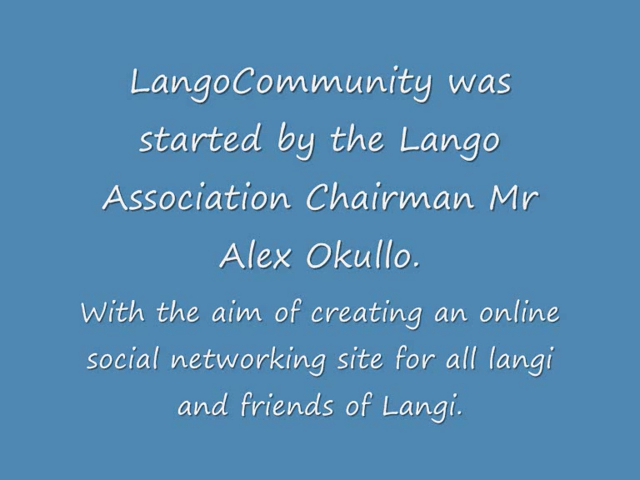 LangoCommunity was
started by the Lango
Association Chairman Mr
Alex Okullo.
With the aim of creating an online
social networking site for all langi
and friends of Langi.